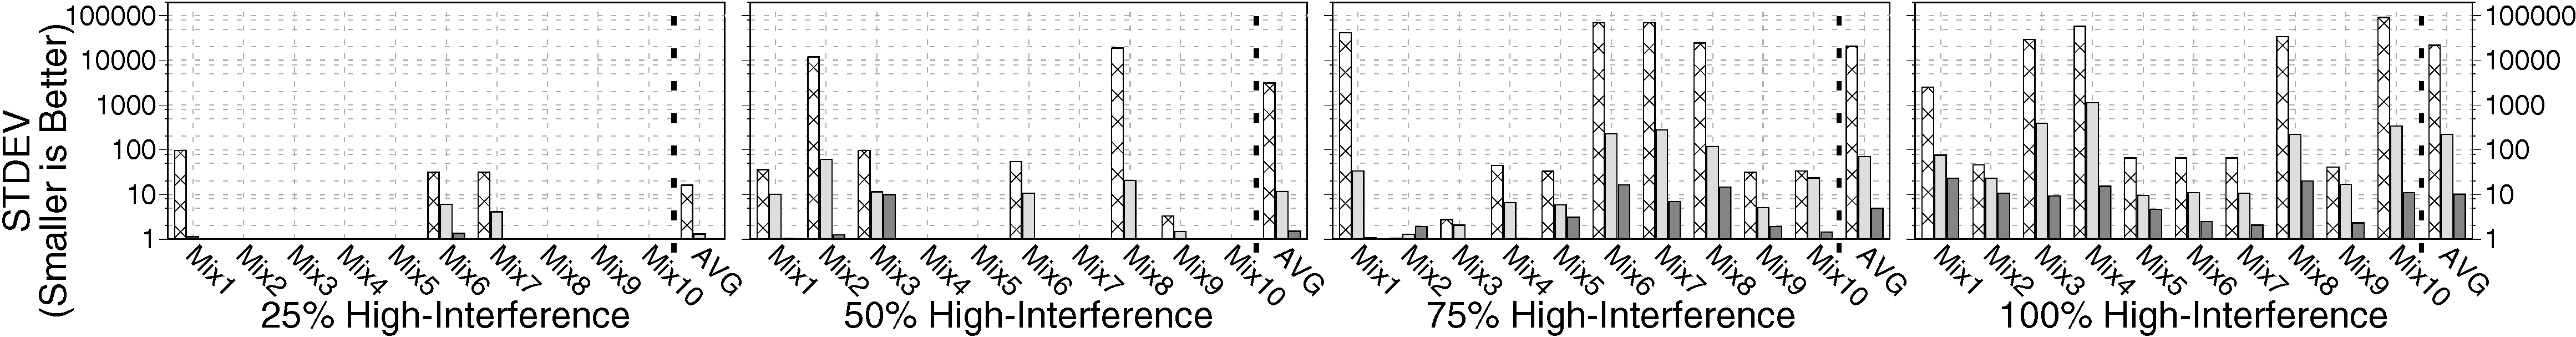 STDEV
(Smaller is Better)
100000
10000
1000
100
10
1
Mix1 Mix2 Mix3 Mix4 Mix5 Mix6 Mix7 Mix8 Mix9 Mix10 AVG
25% High-Interference
Mix1 Mix2 Mix3 Mix4 Mix5 Mix6 Mix7 Mix8 Mix9 Mix10 AVG
50% High-Interference
Mix1 Mix2 Mix3 Mix4 Mix5 Mix6 Mix7 Mix8 Mix9 Mix10 AVG
75% High-Interference
Mix1 Mix2 Mix3 Mix4 Mix5 Mix6 Mix7 Mix8 Mix9 Mix10 AVG
100% High-Interference
100000
10000
1000
100
10
1